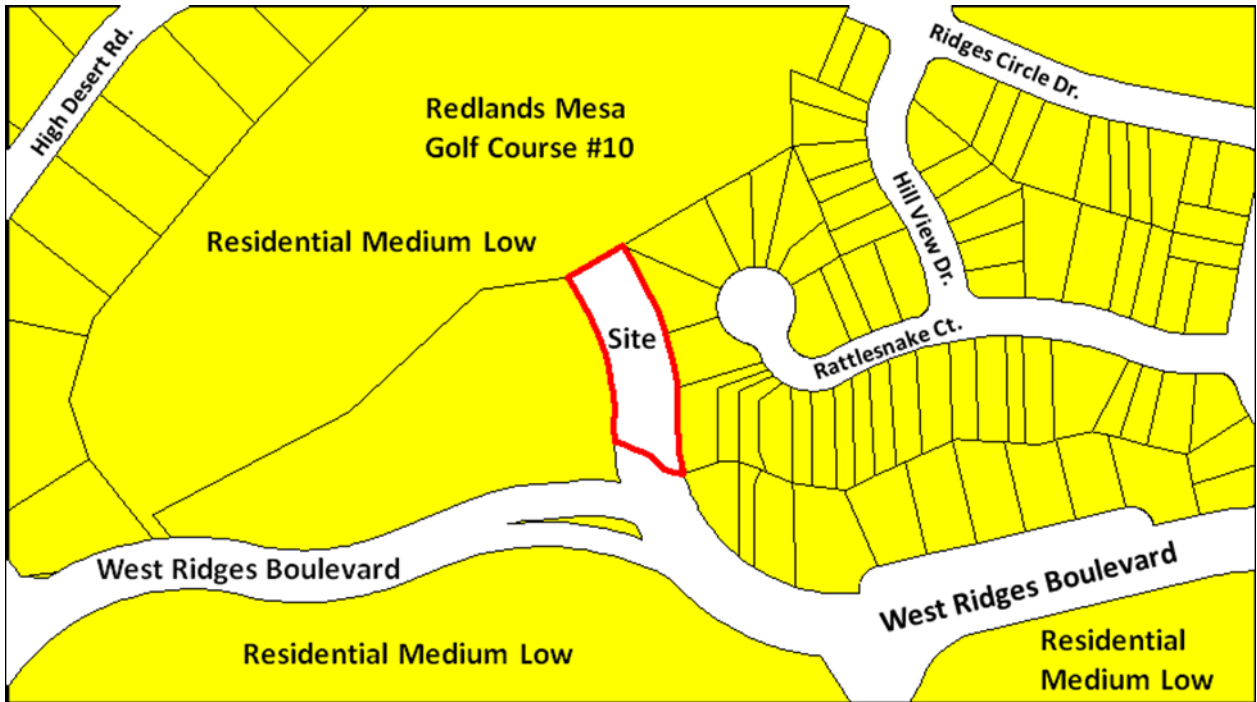 High Desert Rd.
Ridges Circle Dr.
Redlands Mesa
Golf Course #10
Hill View Dr.
Residential Medium Low
Site
Rattlesnake Ct.
West Ridges Boulevard
West Ridges Boulevard
Residential Medium Low
Residential
Medium Low